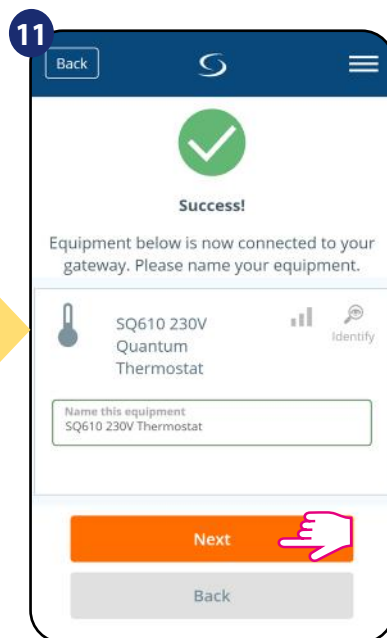 11
Back
Success!
Equipment below is now connected to your
gateway. Please name your equipment.
SQ610 230V
Quantum
Thermostat
Identify
Name this equipment
SQ610 230V Thermostat
Next
Back